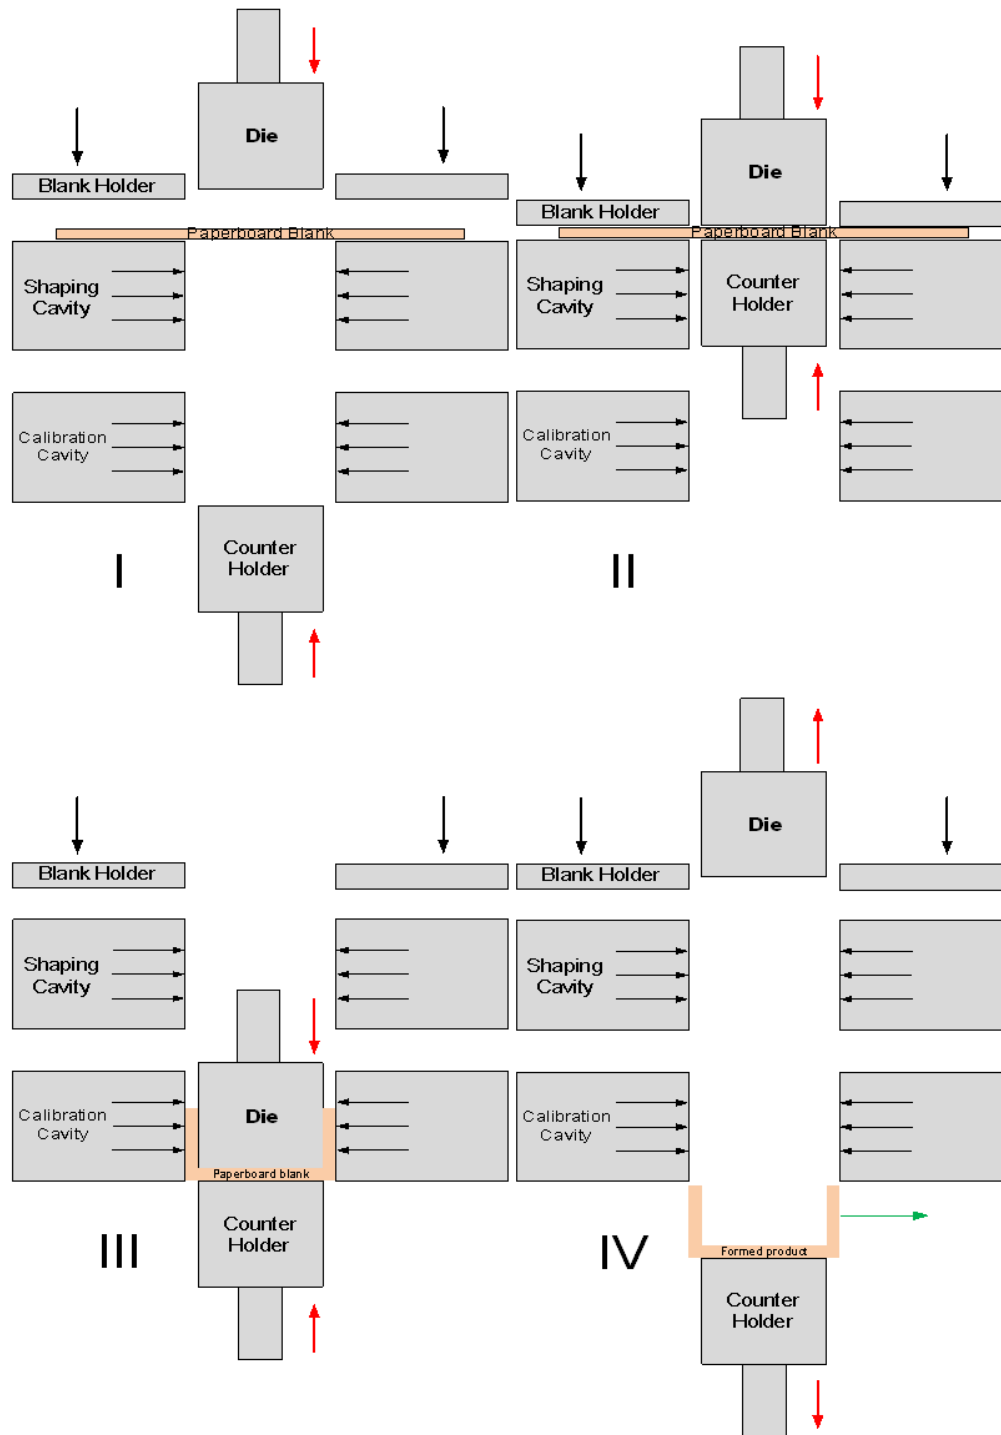 Die
Blank Holder
Paperboard Blank
Shaping
Cavity
Calibration
Cavity
Counter
Holder
I
Die
Blank Holder
Paperboard Blank
Shaping
Cavity
Counter
Holder
Calibration
Cavity
II
Blank Holder
Shaping
Cavity
Die
Calibration
Cavity
Paperboard blank
Counter
Holder
III
Die
Blank Holder
Shaping
Cavity
Calibration
Cavity
Formed product
Counter
Holder
IV